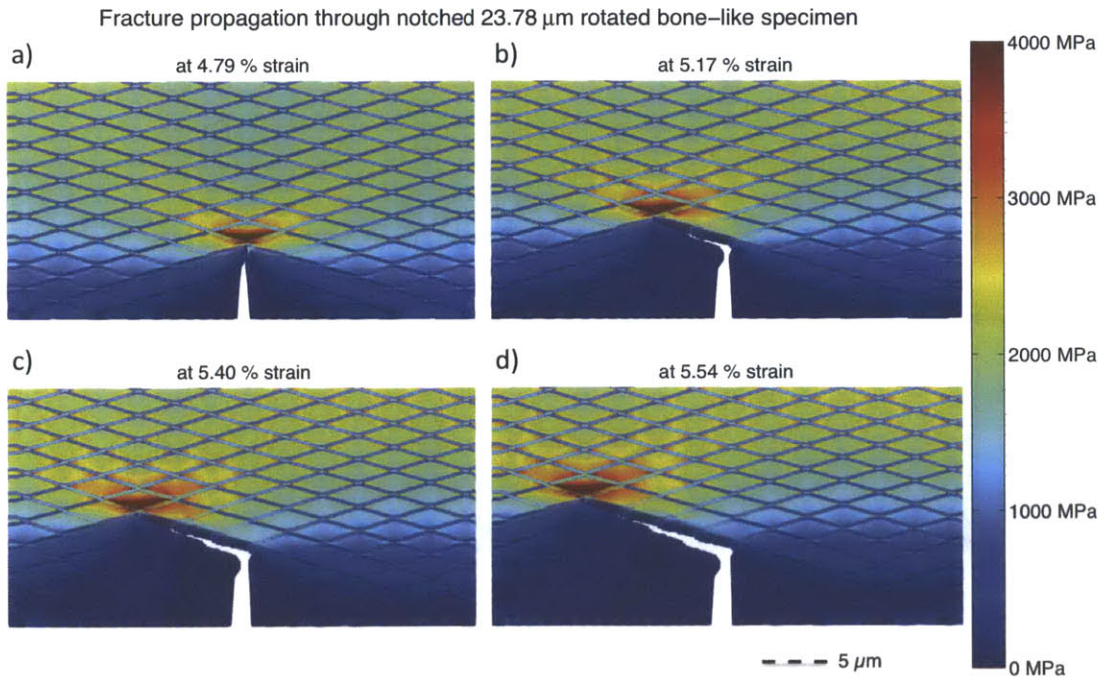 Fracture propagation through notched 23.78 µm rotated bone–like specimen
a)
at 4.79 % strain
b)
at 5.17 % strain
4000 MPa
3000 MPa
2000 MPa
1000 MPa
0 MPa
c)
at 5.40 % strain
d)
at 5.54 % strain
5 µm